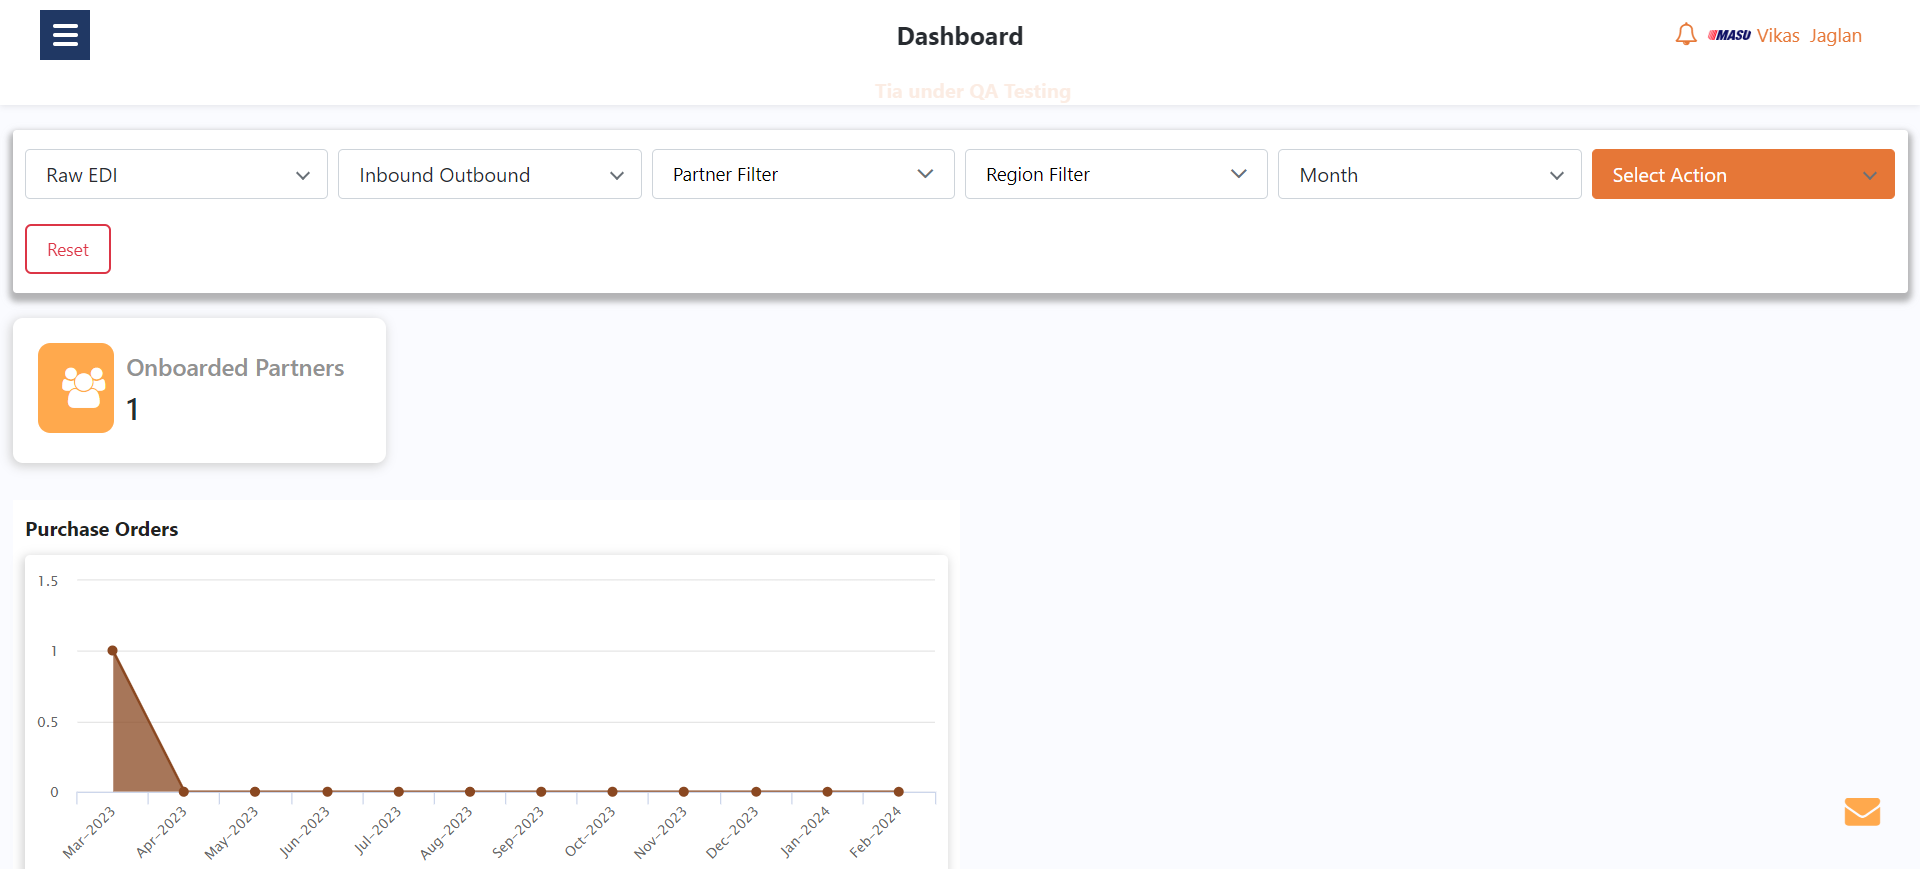 Dashboard
MASU Vikas Jaglan
Tia under QA Testing
Raw EDI
Inbound Outbound
Partner Filter
Region Filter
Month
Select Action
Reset
Onboarded Partners
1
Purchase Orders
1.5
1
0.5
0
Mar-2023
Apr-2023
May-2023
Jun-2023
Jul-2023
Aug-2023
Sep-2023
Oct-2023
Nov-2023
Dec-2023
Jan-2024
Feb-2024